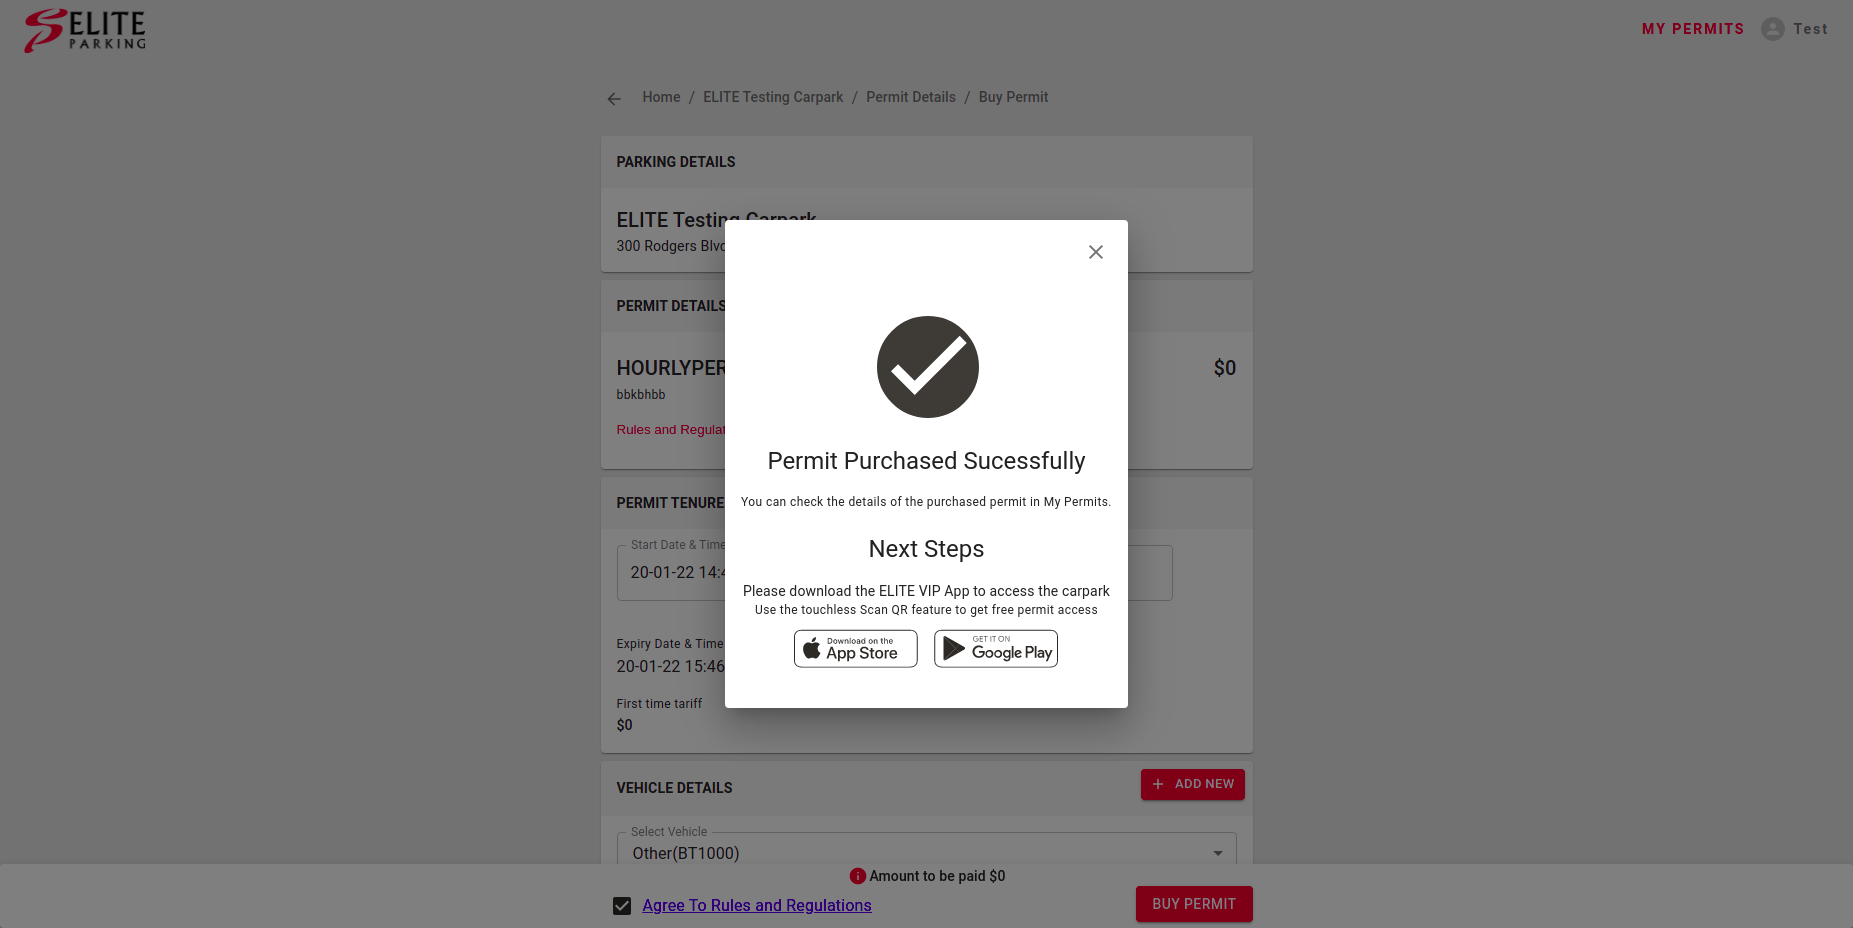 ELITE
PARKING
MY PERMITS
Test
Home / ELITE Testing Carpark / Permit Details / Buy Permit
PARKING DETAILS
ELITE Testing Carpark
300 Rodgers Blvd
PERMIT DETAILS
HOURLYPER
$0
bbkbhbb
Rules and Regulat
PERMIT TENURE
Start Date & Time
20-01-22 14:4
Expiry Date & Time
20-01-22 15:46
First time tariff
$0
VEHICLE DETAILS
+ ADD NEW
Select Vehicle
Other(BT1000)
Amount to be paid $0
Agree To Rules and Regulations
BUY PERMIT
Permit Purchased Sucessfully
You can check the details of the purchased permit in My Permits.
Next Steps
Please download the ELITE VIP App to access the carpark
Use the touchless Scan QR feature to get free permit access
Download on the
App Store
GET IT ON
Google Play